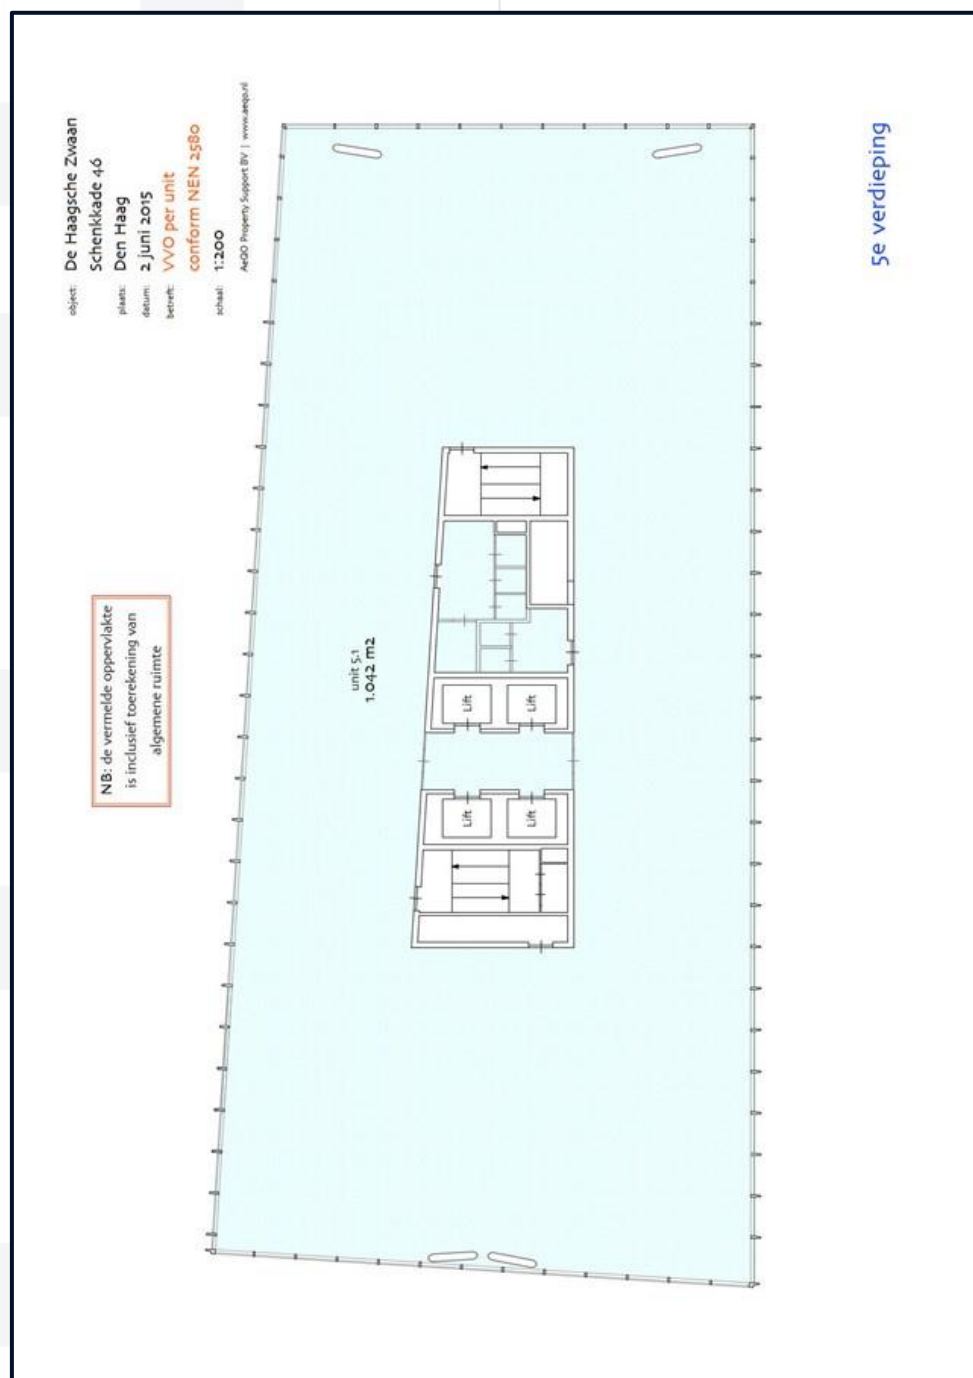 object: De Haagsche Zwaan
Schenkkade 46
plaats: Den Haag
datum: 2 juni 2015
betreft: VVO per unit
conform NEN 2580
schaal: 1:200
AeQO Property Support BV | www.aeqo.nl
NB: de vermelde oppervlakte
is inclusief toerekening van
algemene ruimte
unit 5.1
1.042 m2
Lift
Lift
Lift
Lift
5e verdieping